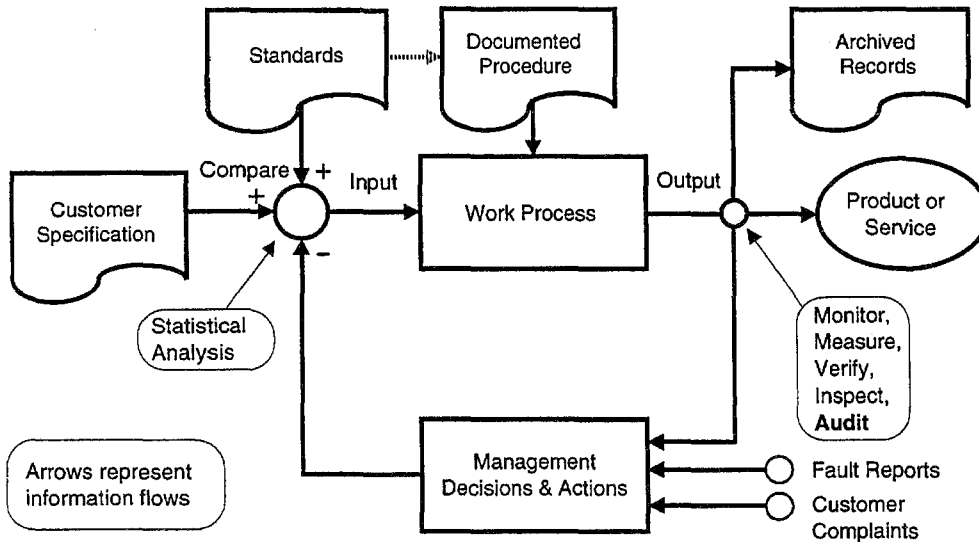 Standards
Documented
Procedure
Archived
Records
Compare
+
+
Input
Output
Customer
Specification
Work Process
Product or
Service
–
Statistical
Analysis
Monitor,
Measure,
Verify,
Inspect,
Audit
Management
Decisions & Actions
Fault Reports
Customer
Complaints
Arrows represent
information flows